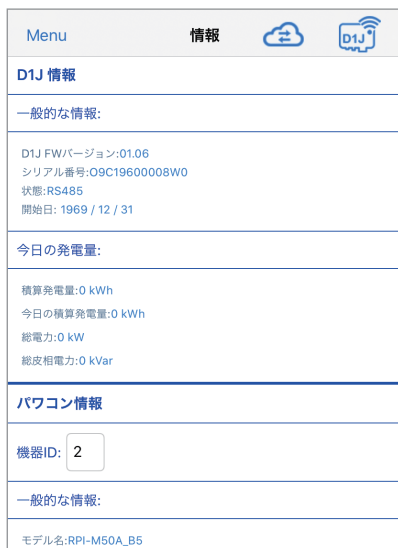 Menu
情報
D1J
D1J 情報
一般的な情報:
D1J FWバージョン:01.06
シリアル番号:O9C19600008W0
状態:RS485
開始日: 1969 / 12 / 31
今日の発電量:
積算発電量:0 kWh
今日の積算発電量:0 kWh
総電力:0 kW
総皮相電力:0 kVar
パワコン情報
機器ID: 2
一般的な情報:
モデル名:RPI-M50A_B5